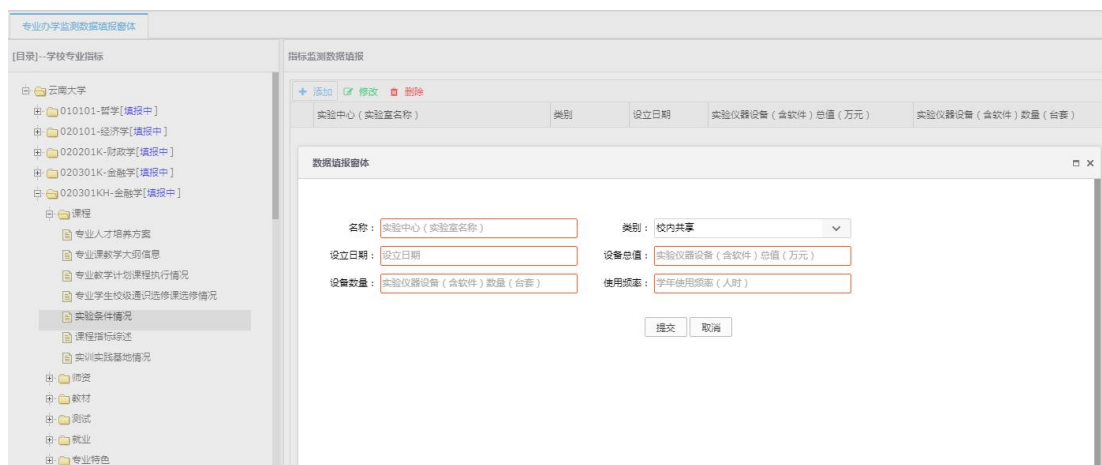 专业办学监测数据填报窗体
[目录]--学校专业指标
云南大学
010101-哲学[填报中]
020101-经济学[填报中]
020201K-财政学[填报中]
020301K-金融学[填报中]
020301KH-金融学[填报中]
课程
专业人才培养方案
专业课教学大纲信息
专业教学计划课程执行情况
专业学生校级通识选修课选修情况
实验条件情况
课程指标综述
实训实践基地情况
师资
教材
测试
就业
专业特色
指标监测数据填报
添加 修改 删除
实验中心(实验室名称) 类别 设立日期 实验仪器设备(含软件)总值(万元) 实验仪器设备(含软件)数量(台套)
数据填报窗体
名称: 实验中心(实验室名称) 类别: 校内共享
设立日期: 设立日期 设备总值: 实验仪器设备(含软件)总值(万元)
设备数量: 实验仪器设备(含软件)数量(台套) 使用频率: 学年使用频率(人时)
提交 取消